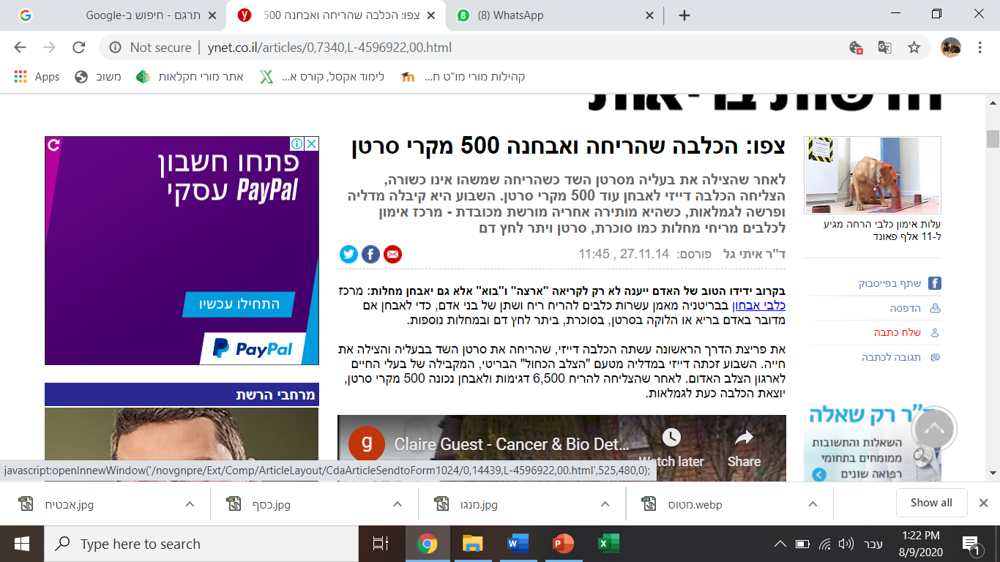 תרגם - חיפוש ב-Google
צפו: הכלבה שהריחה ואבחנה 500
(8) WhatsApp
Not secure | ynet.co.il/articles/0,7340,L-4596922,00.html
Apps
משוב
אתר מורי חקלאות
לימוד אקסל, קורס א...
קהילות מורי מו"ט ח...
חדשות בריאות
פתחו חשבון
PayPal עסקי
התחילו עכשיו
PayPal
מרחבי הרשת
צפו: הכלבה שהריחה ואבחנה 500 מקרי סרטן
לאחר שהצילה את בעליה מסרטן השד כשהריחה שמשהו אינו כשורה,
הצליחה הכלבה דייזי לאבחן עוד 500 מקרי סרטן. השבוע היא קיבלה מדליה
ופרשה לגמלאות, כשהיא מותירה אחריה מורשת מכובדת - מרכז אימון
לכלבים מריחי מחלות כמו סוכרת, סרטן ויתר לחץ דם
ד"ר איתי גל פורסם: 27.11.14 , 11:45
בקרוב ידידו הטוב של האדם ייענה לא רק לקריאה "ארצה" ו"בוא" אלא גם יאבחן מחלות: מרכז
כלבי אבחון בבריטניה מאמן עשרות כלבים להריח ריח ושתן של בני אדם, כדי לאבחן אם
מדובר באדם בריא או הלוקה בסרטן, בסוכרת, ביתר לחץ דם ובמחלות נוספות.
את פריצת הדרך הראשונה עשתה הכלבה דייזי, שהריחה את סרטן השד בבעליה והצילה את
חייה. השבוע זכתה דייזי במדליה מטעם "הצלב הכחול" הבריטי, המקבילה של בעלי החיים
לארגון הצלב האדום. לאחר שהצליחה להריח 6,500 דגימות ולאבחן נכונה 500 מקרי סרטן,
יוצאת הכלבה כעת לגמלאות.
g
Claire Guest - Cancer & Bio Det...
Watch later
Share
עלות אימון כלבי הרחה מגיע
ל-11 אלף פאונד
שתף בפייסבוק
הדפסה
שלח כתבה
תגובה לכתבה
ד"ר רק שאלה
השאלות והתשובות
ממומחים בתחומי
רפואה שונים
javascript:openInnewWindow('/novgnpre/Ext/Comp/ArticleLayout/CdaArticleSendtoForm1024/0,14439,L-4596922,00.html',525,480,0);
אבטיח.jpg
כסף.jpg
מנגו.jpg
מטוס.webp
Show all
Type here to search
עבר
1:22 PM
8/9/2020
1